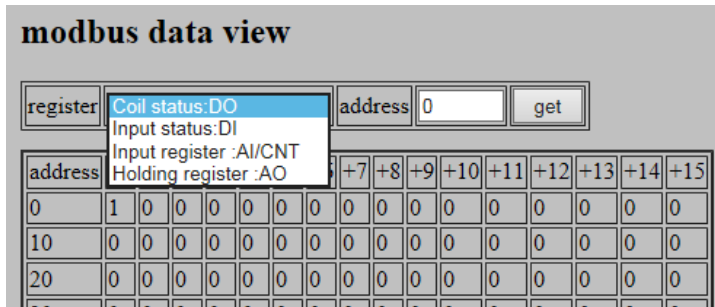 modbus data view
register Coil status:DO address 0 get
Input status:DI
Input register :AI/CNT
Holding register :AO
address +7 +8 +9 +10 +11 +12 +13 +14 +15
0 1 0 0 0 0 0 0 0 0 0 0 0 0 0 0 0
10 0 0 0 0 0 0 0 0 0 0 0 0 0 0 0 0
20 0 0 0 0 0 0 0 0 0 0 0 0 0 0 0 0